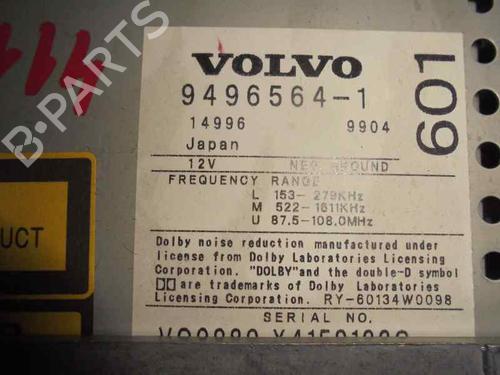 VOLVO
9496564-1
601
14996 9904
Japan
12V NEG GROUND
FREQUENCY RANGE
L 153-279KHz
M 522-1611KHz
U 87.5-108.0MHz
Dolby noise reduction manufactured under
license from Dolby Laboratories Licensing
Corporation. "DOLBY" and the double-D symbol
are trademarks of Dolby Laboratories
Licensing Corporation. RY-60134W0098
SERIAL NO.
UCT
B-Parts